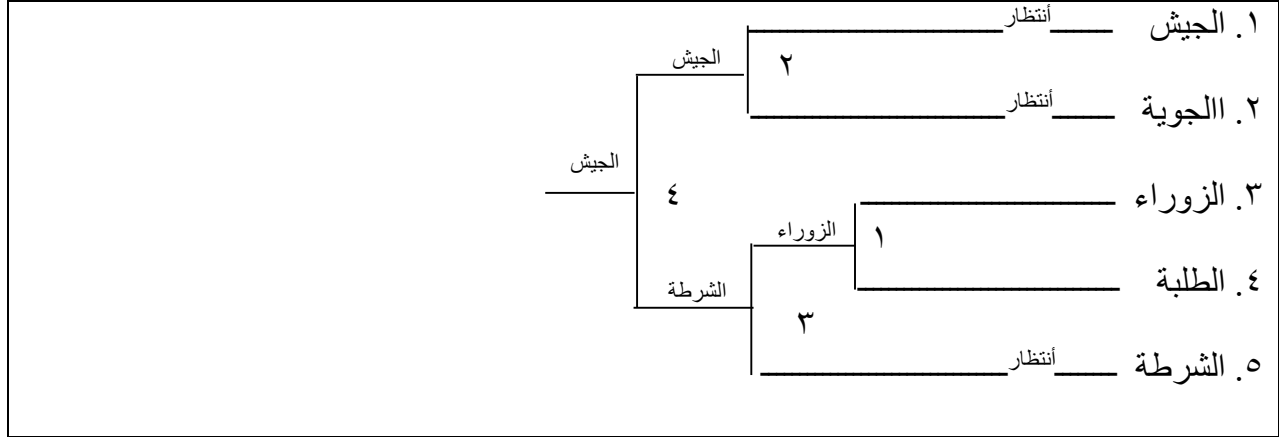 ١. الجيش أنتظار
الجيش ٢
٢. االجوية أنتظار
الجيش
٤
٣. الزوراء
الزوراء ١
٤. الطلبة
الشرطة
٣
٥. الشرطة أنتظار